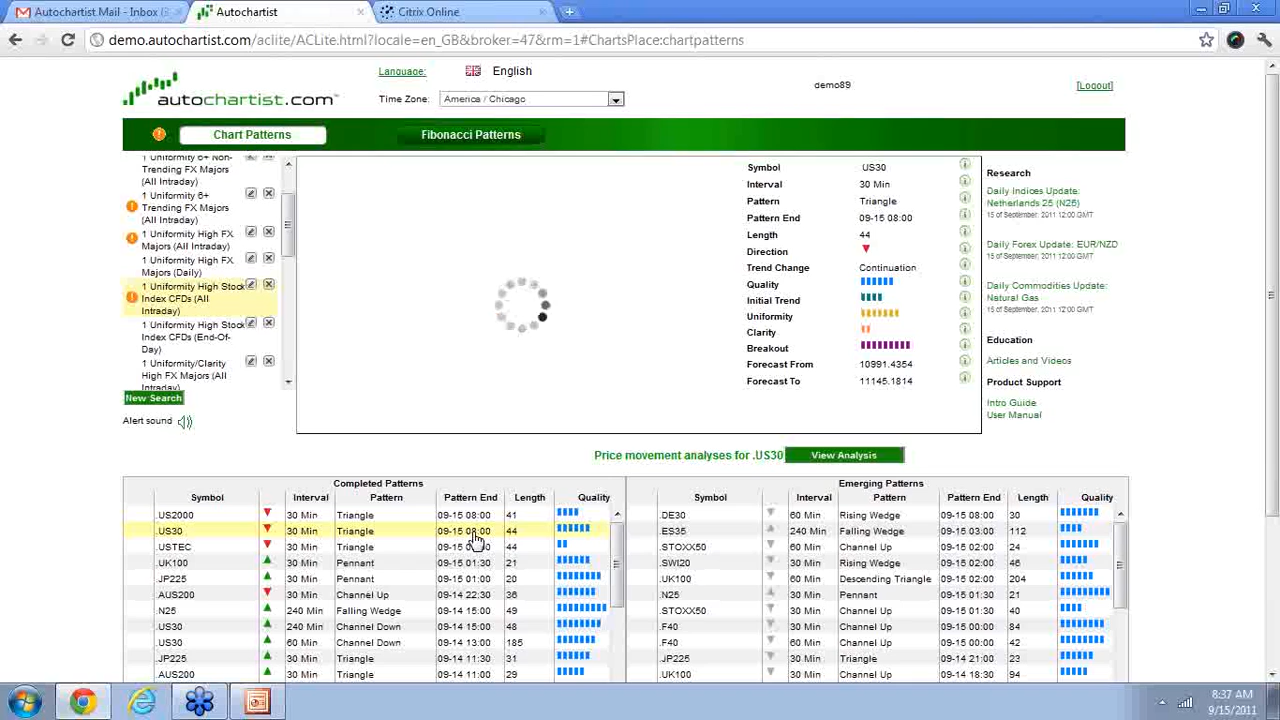 Autochartist Mail - Inbox (
Autochartist
Citrix Online
demo.autochartist.com/aclite/ACLite.html?locale=en_GB&broker=47&rm=1#ChartsPlace:chartpatterns
autochartist.com
Language:
English
demo89
[Logout]
Time Zone:
America / Chicago
Chart Patterns
Fibonacci Patterns
1 Uniformity 6+ Non-
Trending FX Majors
(All Intraday)
1 Uniformity 6+
Trending FX Majors
(All Intraday)
1 Uniformity High FX
Majors (All Intraday)
1 Uniformity High FX
Majors (Daily)
1 Uniformity High Stock
Index CFDs (All
Intraday)
1 Uniformity High Stock
Index CFDs (End-Of-
Day)
1 Uniformity/Clarity
High FX Majors (All
Intraday)
New Search
Alert sound
Symbol US30
Interval 30 Min
Pattern Triangle
Pattern End 09-15 08:00
Length 44
Direction
Trend Change Continuation
Quality
Initial Trend
Uniformity
Clarity
Breakout
Forecast From 10991.4354
Forecast To 11145.1814
Research
Daily Indices Update:
Netherlands 25 (N25)
15 of September, 2011 12:00 GMT
Daily Forex Update: EUR/NZD
15 of September, 2011 12:00 GMT
Daily Commodities Update:
Natural Gas
15 of September, 2011 12:00 GMT
Education
Articles and Videos
Product Support
Intro Guide
User Manual
Price movement analyses for .US30
View Analysis
Completed Patterns
Symbol Interval Pattern Pattern End Length Quality
.US2000 30 Min Triangle 09-15 08:00 41
.US30 30 Min Triangle 09-15 08:00 44
.USTEC 30 Min Triangle 09-15 44
.UK100 30 Min Pennant 09-15 01:30 21
.JP225 30 Min Pennant 09-15 01:00 20
.AUS200 30 Min Channel Up 09-14 22:30 36
.N25 240 Min Falling Wedge 09-14 15:00 49
.US30 240 Min Channel Down 09-14 15:00 48
.US30 60 Min Channel Down 09-14 13:00 185
.JP225 30 Min Triangle 09-14 11:30 31
.AUS200 30 Min Triangle 09-14 11:00 29
Emerging Patterns
Symbol Interval Pattern Pattern End Length Quality
.DE30 60 Min Rising Wedge 09-15 08:00 30
.ES35 240 Min Falling Wedge 09-15 03:00 112
.STOXX50 60 Min Channel Up 09-15 02:00 24
.SWI20 30 Min Rising Wedge 09-15 02:00 46
.UK100 60 Min Descending Triangle 09-15 02:00 204
.N25 30 Min Pennant 09-15 01:30 21
.STOXX50 30 Min Channel Up 09-15 01:00 40
.F40 30 Min Channel Up 09-15 00:00 84
.F40 60 Min Rising Wedge 09-15 00:00 42
.JP225 30 Min Triangle 09-14 21:00 23
.UK100 30 Min Channel Up 09-14 18:30 94
8:37 AM
9/15/2011